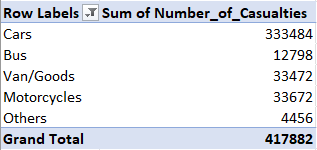 Row Labels Sum of Number_of_Casualties
Cars 333484
Bus 12798
Van/Goods 33472
Motorcycles 33672
Others 4456
Grand Total 417882